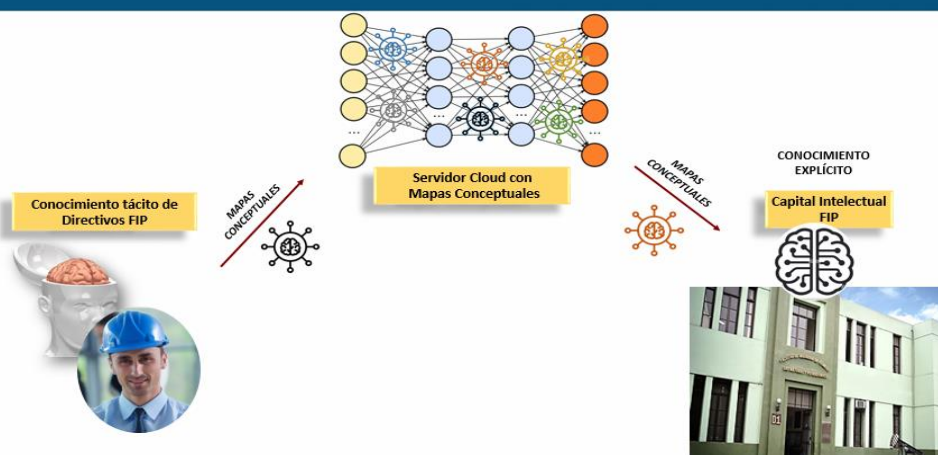 Conocimiento tácito de
Directivos FIP
MAPAS
CONCEPTUALES
...
...
...
...
Servidor Cloud con
Mapas Conceptuales
MAPAS
CONCEPTUALES
CONOCIMIENTO
EXPLÍCITO
Capital Intelectual
FIP